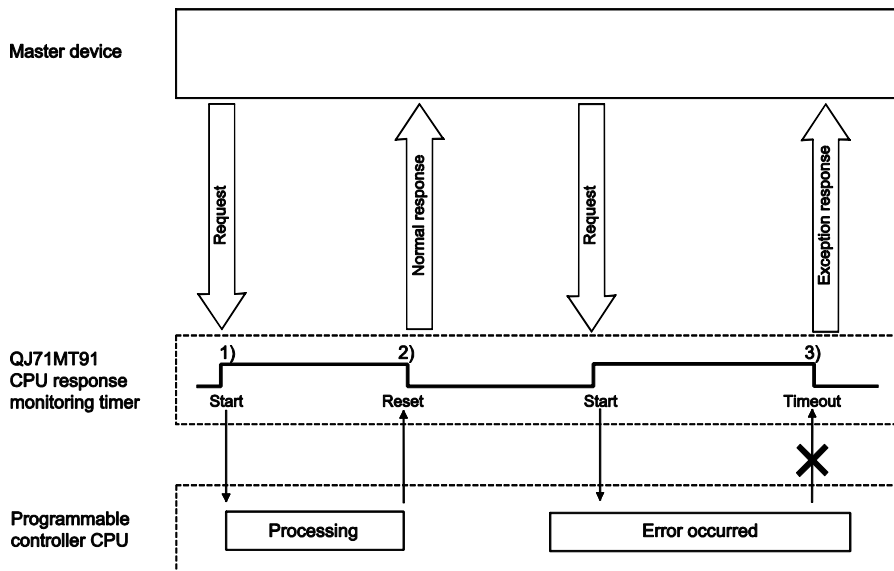 Master device
Request
Normal response
Request
Exception response
QJ71MT91
CPU response
monitoring timer
1)
2)
3)
Start
Reset
Start
Timeout
Programmable
controller CPU
Processing
Error occurred